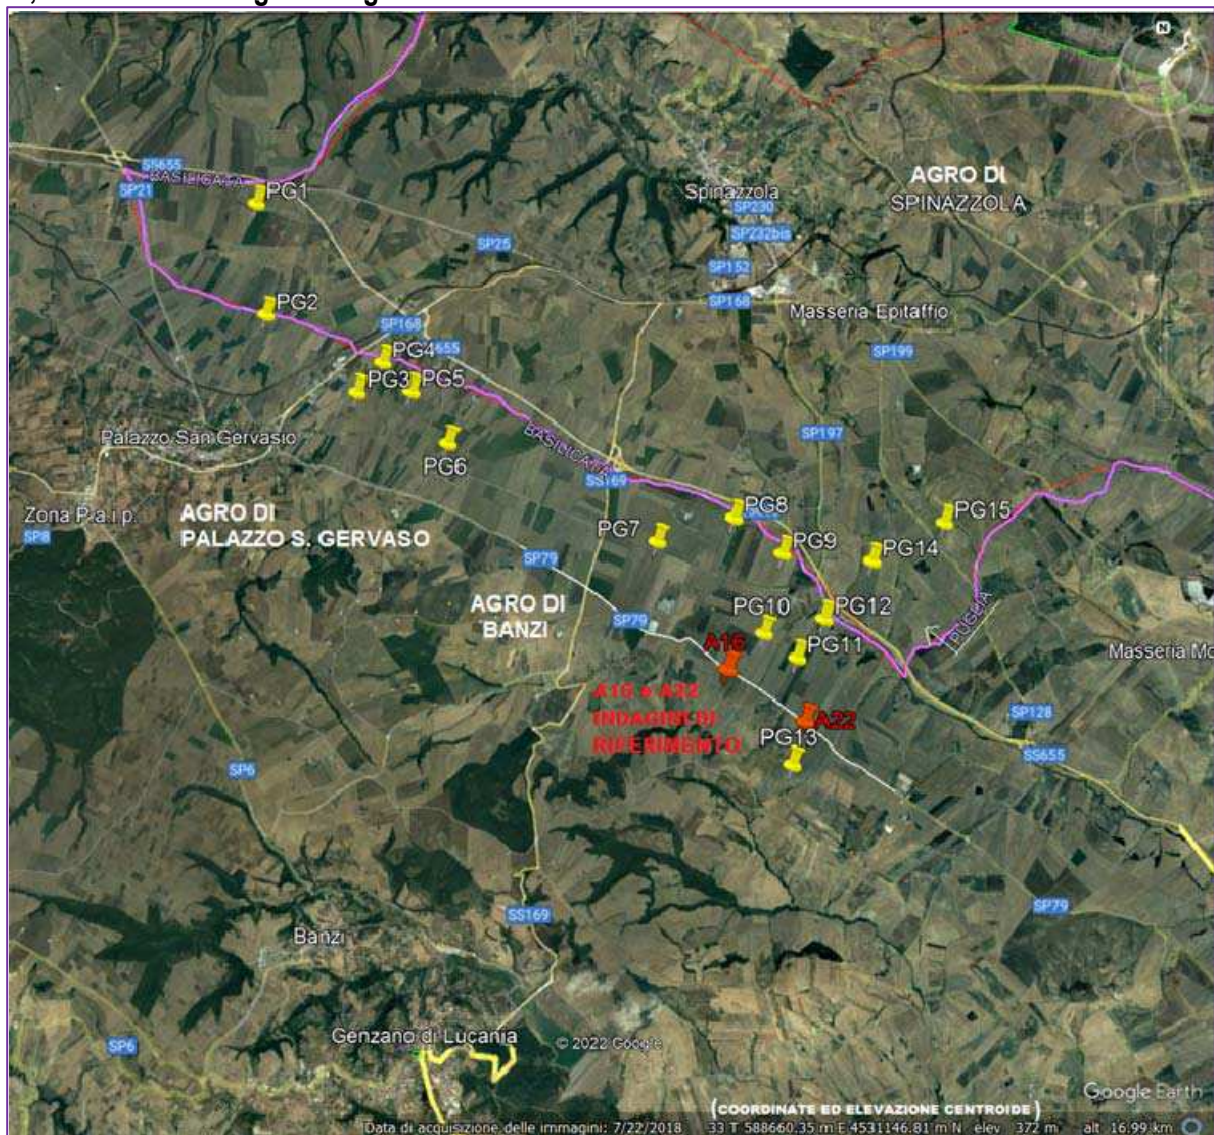 N
SS655
BASILICATA
SP21
PG1
Spinazzola
SP230
AGRO DI
SPINAZZOLA
SP232bis
SP25
SP152
SP168
PG2
Masseria Epitaffio
SP168
PG4
SP199
PG3
PG5
Palazzo San Gervasio
BASILICATA
SP197
PG6
SS169
Zona P.a.i.p.
SP8
AGRO DI
PALAZZO S. GERVASO
PG8
PG15
PG7
PG9
PG14
SP79
AGRO DI
BANZI
PG10
PG12
SP79
PUGLIA
A16
PG11
Masseria Mo
A16 e A22
INDAGINI DI
RIFERIMENTO
A22
PG13
SP128
SS655
SP6
SP79
SS169
Banzi
Genzano di Lucania
© 2022 Google
SP6
Google Earth
(COORDINATE ED ELEVAZIONE CENTROIDE)
Data di acquisizione delle immagini: 7/22/2018 33 T 588660.35 m E 4531146.81 m N elev 372 m alt 16.99 km